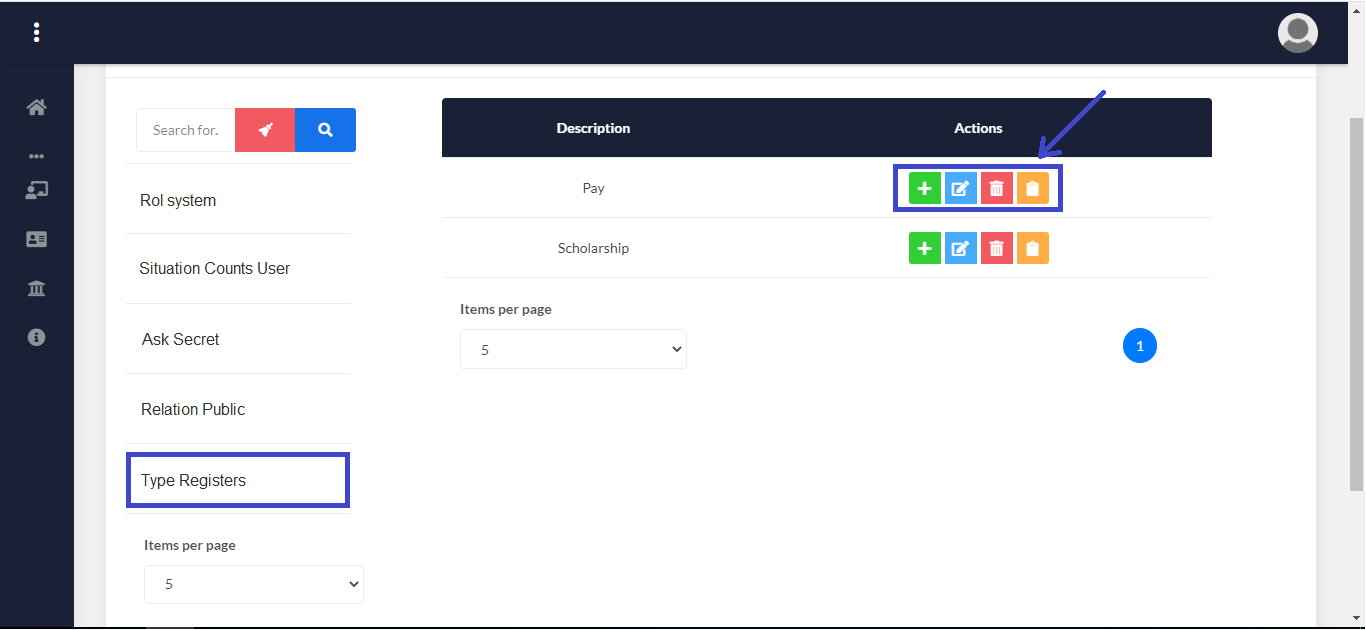 Search for..
Rol system
Situation Counts User
Ask Secret
Relation Public
Type Registers
Items per page
5
Description Actions
Pay
Scholarship
Items per page
5
1